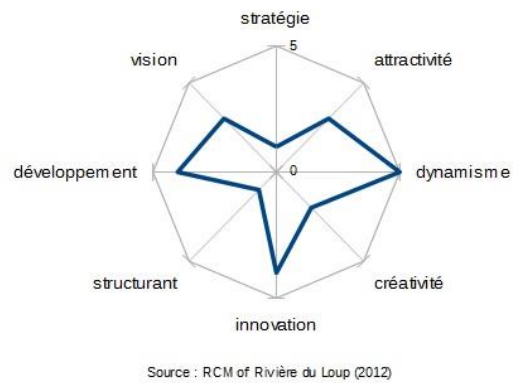 stratégie
5
vision
attractivité
développement
0
dynamisme
structurant
créativité
innovation
Source : RCM of Rivière du Loup (2012)